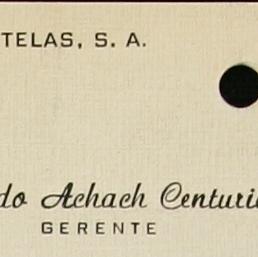 TELAS, S. A.
do Achach Centuri
GERENTE